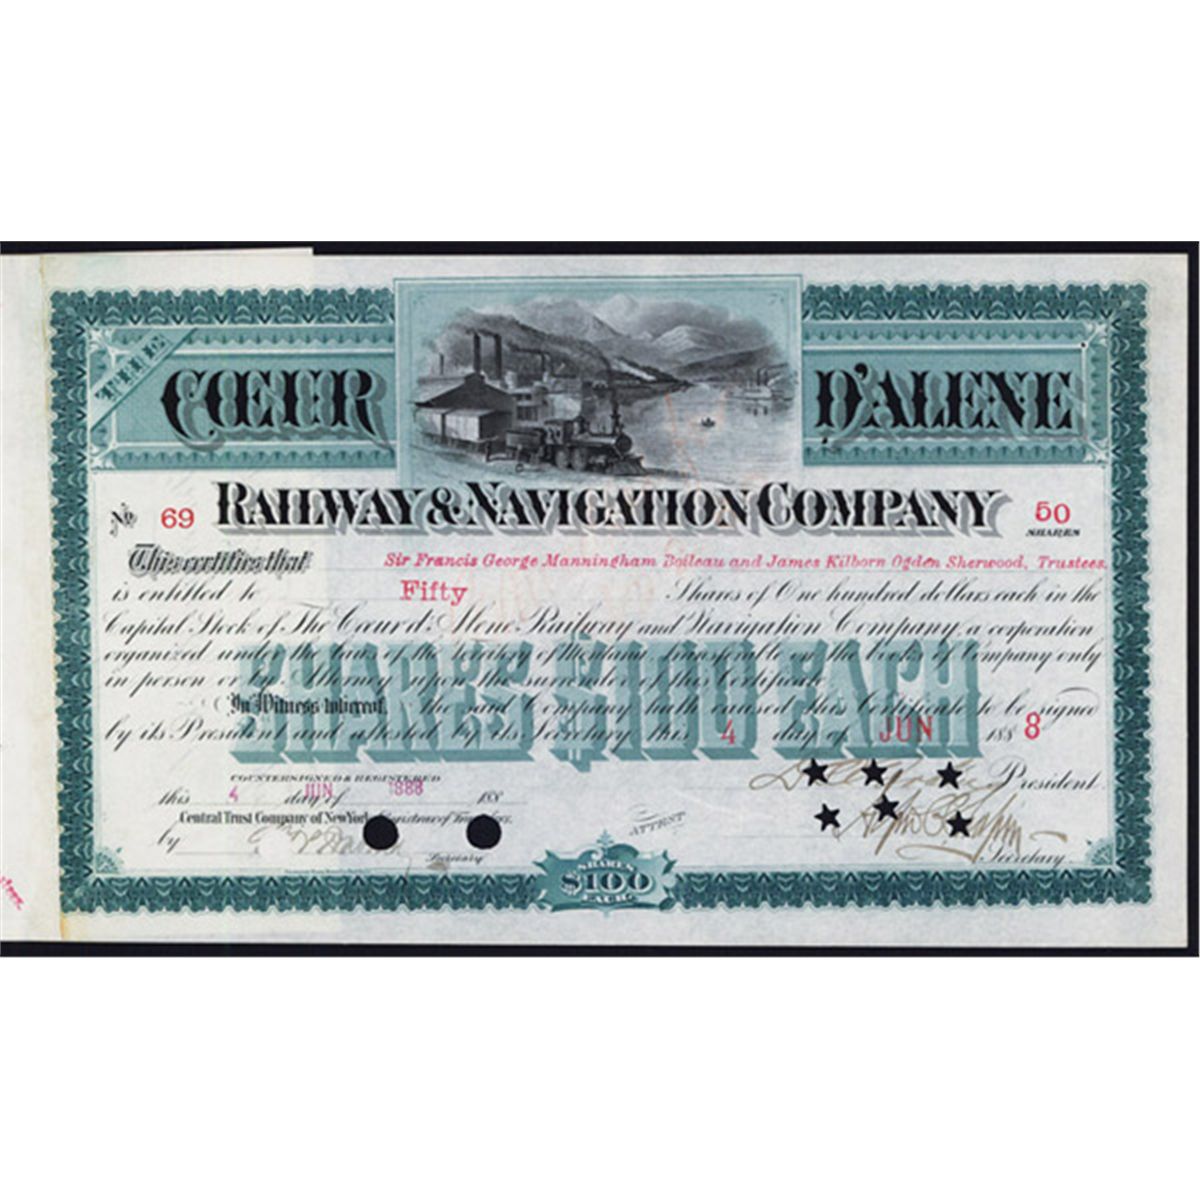 THE
CŒUR D'ALENE
RAILWAY & NAVIGATION COMPANY
No 69
50
SHARES
This certifies that Sir Francis George Manningham Boileau and James Kilborn Ogden Sherwood, Trustees.
is entitled to Fifty Shares of One hundred dollars each in the
Capital Stock of The Cœur d'Alene Railway and Navigation Company, a corporation
organized under the laws of the territory of Montana transferable on the books of Company only
in person or by Attorney upon the surrender of this Certificate
SHARES $100 EACH
In Witness whereof, the said Company hath caused this Certificate to be signed
by its President and attested by its Secretary this 4 day of JUN 188 8
COUNTERSIGNED & REGISTERED
this 4 day of JUN 1888 188
President
Central Trust Company of New York Registrar of Transfers.
ATTEST
by Secretary
Secretary.
SHARES
$100
EACH